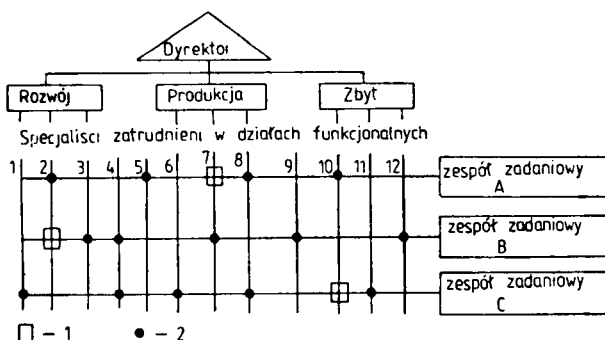 Dyrektor
Rozwój Produkcja Zbyt
Specjaliści zatrudnieni w działach funkcjonalnych
1 2 3 4 5 6 7 8 9 10 11 12
zespół zadaniowy
A
zespół zadaniowy
B
zespół zadaniowy
C
– 1 – 2